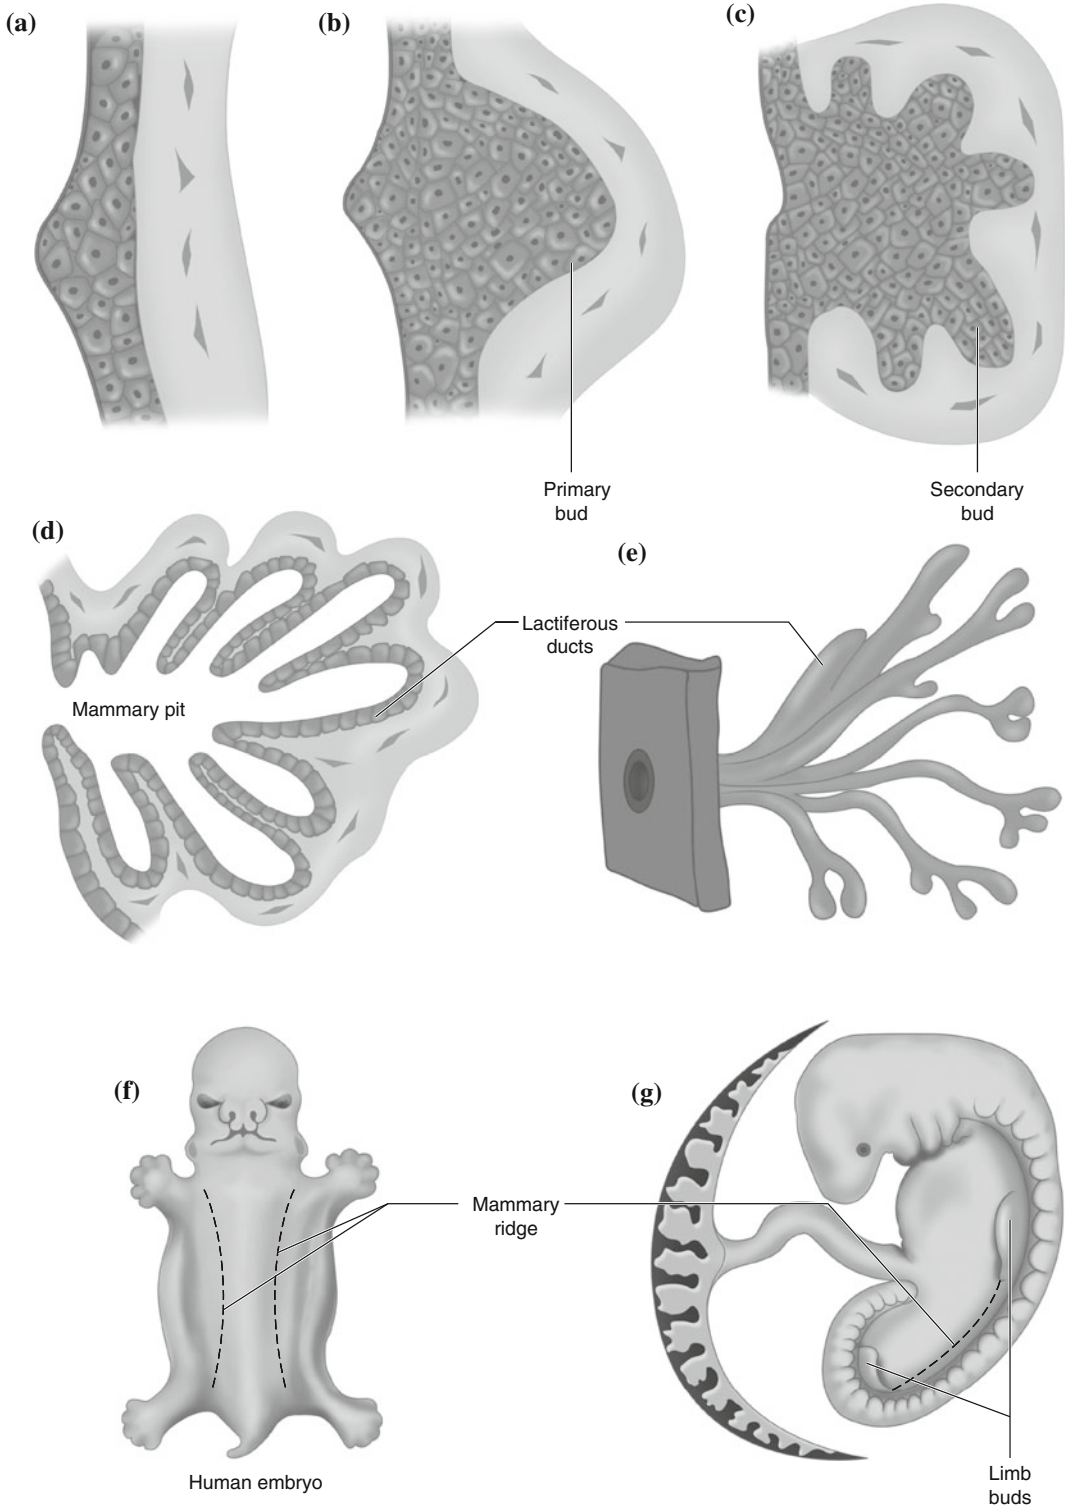 (a)
(b)
(c)
Primary
bud
Secondary
bud
(d)
(e)
Lactiferous
ducts
Mammary pit
(f)
(g)
Mammary
ridge
Human embryo
Limb
buds